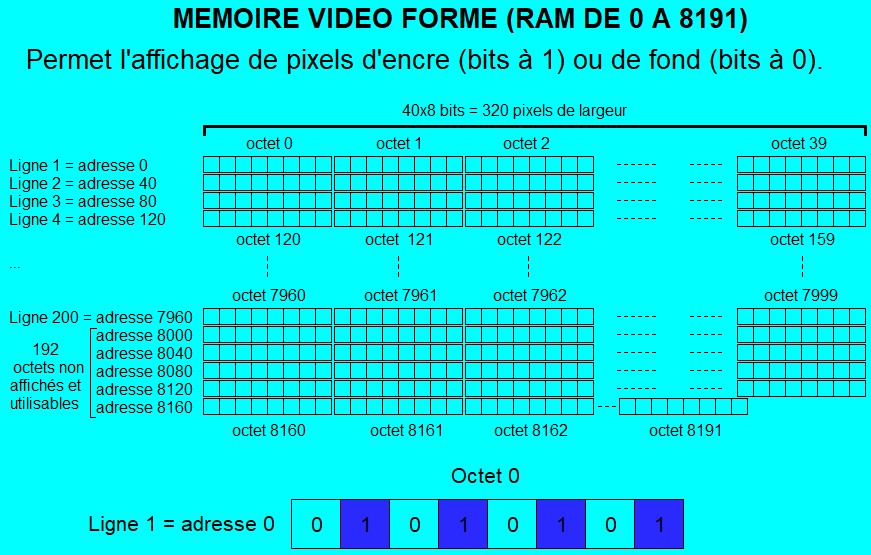 MEMOIRE VIDEO FORME (RAM DE 0 A 8191)
Permet l'affichage de pixels d'encre (bits à 1) ou de fond (bits à 0).
40x8 bits = 320 pixels de largeur
octet 0 octet 1 octet 2 octet 39
Ligne 1 = adresse 0
Ligne 2 = adresse 40
Ligne 3 = adresse 80
Ligne 4 = adresse 120
octet 120 octet 121 octet 122 octet 159
...
octet 7960 octet 7961 octet 7962 octet 7999
Ligne 200 = adresse 7960
192
octets non
affichés et
utilisables
adresse 8000
adresse 8040
adresse 8080
adresse 8120
adresse 8160
octet 8160 octet 8161 octet 8162 octet 8191
Octet 0
Ligne 1 = adresse 0 0 1 0 1 0 1 0 1